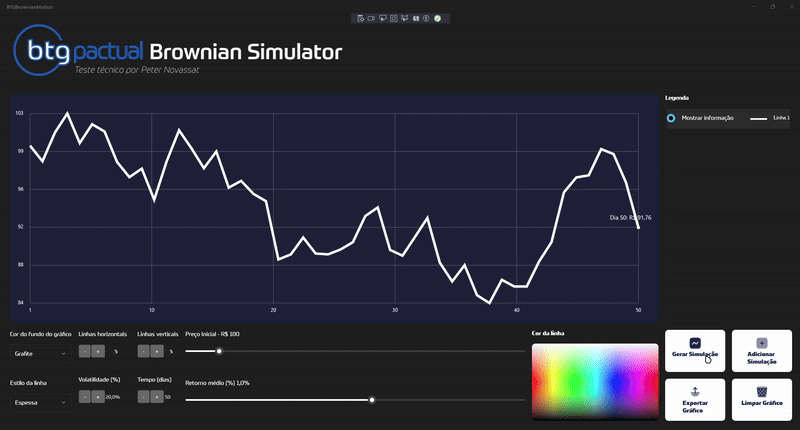 BTGBrownianMotion
btgpactual Brownian Simulator
Teste técnico por Peter Novassat
Legenda
Mostrar informação
Linha 1
103
99
96
92
88
84
1
10
20
30
40
50
Dia 50: R$ 91.76
Cor do fundo do gráfico
Grafite
Linhas horizontais
- + 5
Linhas verticais
- + 5
Preço Inicial - R$ 100
Estilo da linha
Espessa
Volatilidade (%)
- + 20,0%
Tempo (dias)
- + 50
Retorno médio (%) 1,0%
Cor da linha
Gerar Simulação
Adicionar
Simulação
Exportar
Gráfico
Limpar Gráfico